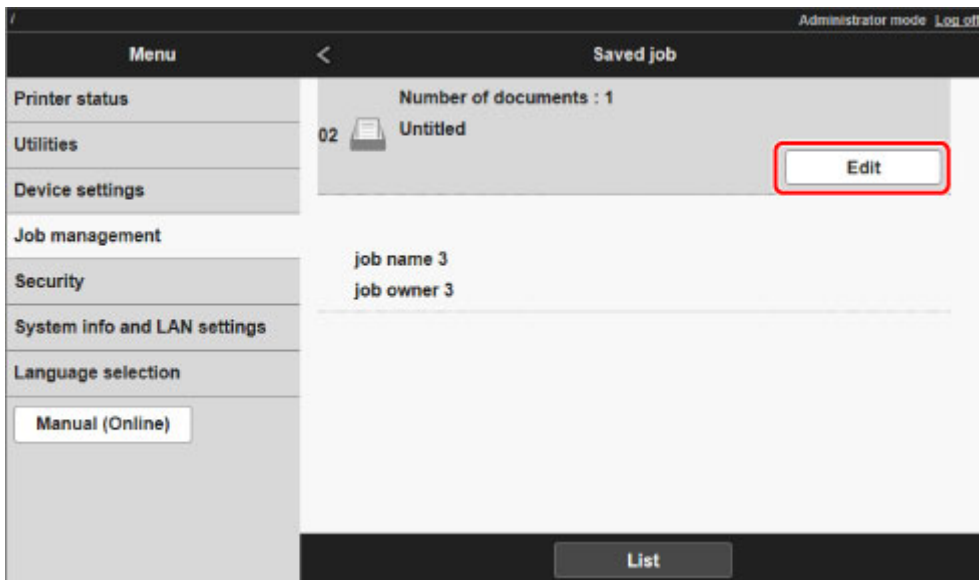 /
Administrator mode Log off
Menu
< Saved job
Printer status
Utilities
Device settings
Job management
Security
System info and LAN settings
Language selection
Manual (Online)
Number of documents : 1
02 Untitled
Edit
job name 3
job owner 3
List